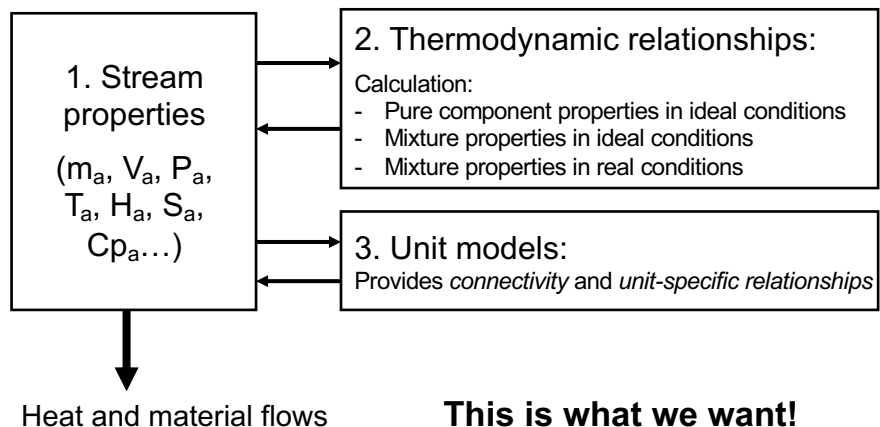 1. Stream
properties
(mₐ, Vₐ, Pₐ,
Tₐ, Hₐ, Sₐ,
Cpₐ…)
2. Thermodynamic relationships:
Calculation:
- Pure component properties in ideal conditions
- Mixture properties in ideal conditions
- Mixture properties in real conditions
3. Unit models:
Provides connectivity and unit-specific relationships
Heat and material flows
This is what we want!